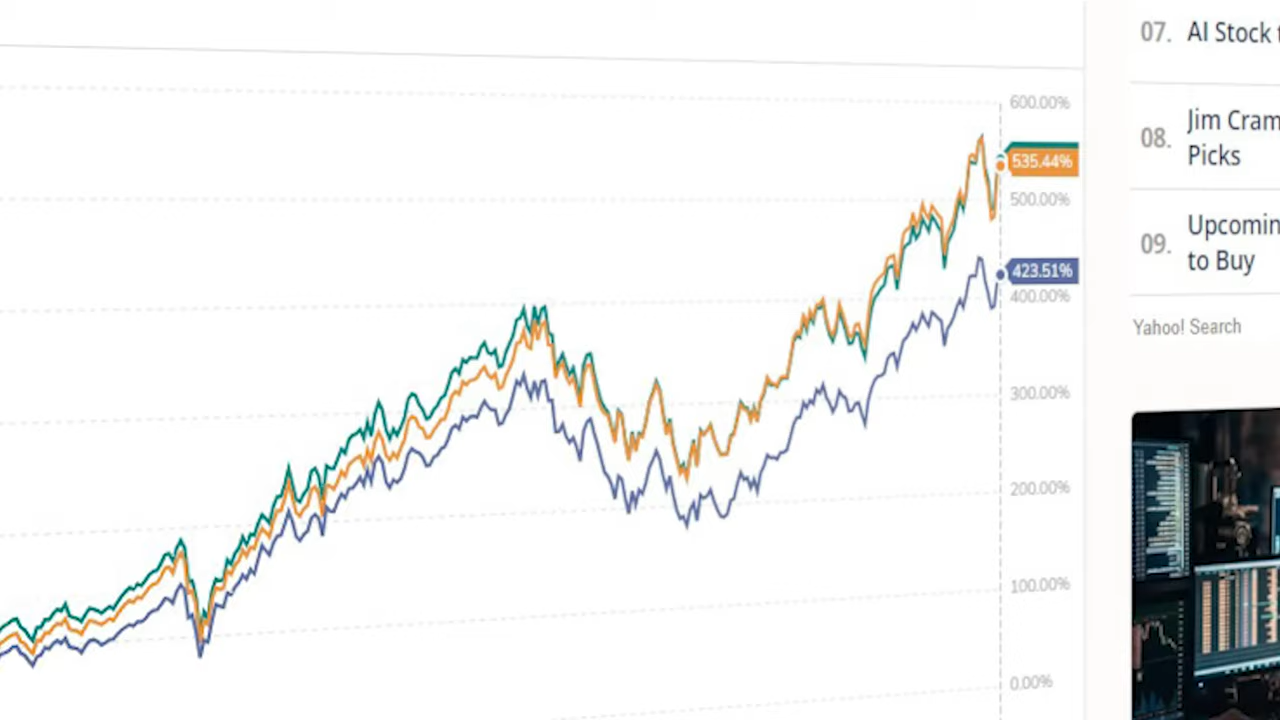 600.00%
535.44%
500.00%
423.51%
400.00%
300.00%
200.00%
100.00%
0.00%
07. AI Stock
08. Jim Cram
Picks
09. Upcomin
to Buy
Yahoo! Search